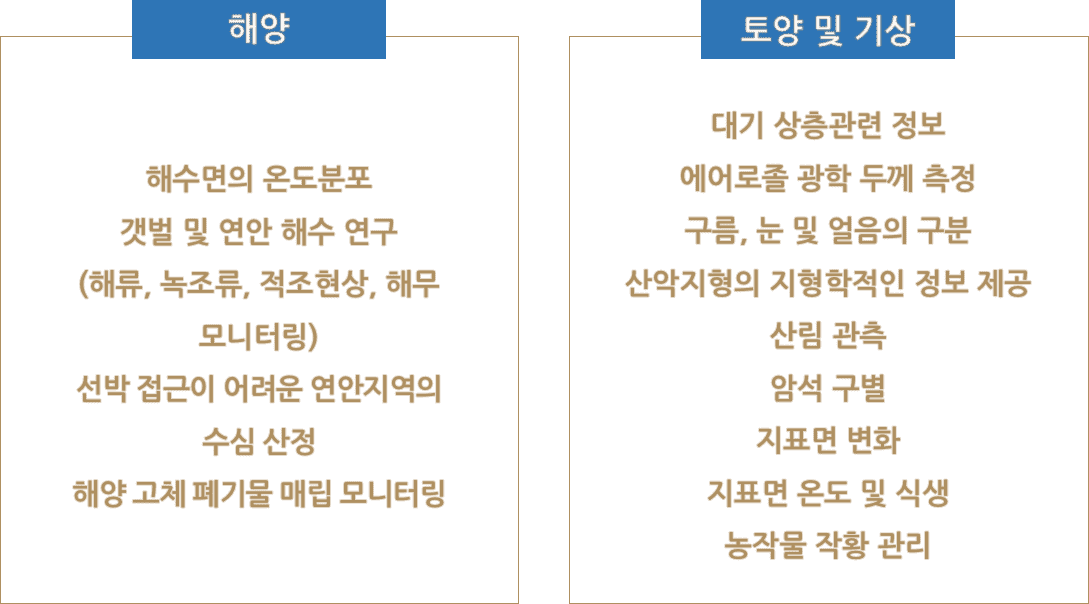 해양
해수면의 온도분포
갯벌 및 연안 해수 연구
(해류, 녹조류, 적조현상, 해무
모니터링)
선박 접근이 어려운 연안지역의
수심 산정
해양 고체 폐기물 매립 모니터링
토양 및 기상
대기 상층관련 정보
에어로졸 광학 두께 측정
구름, 눈 및 얼음의 구분
산악지형의 지형학적인 정보 제공
산림 관측
암석 구별
지표면 변화
지표면 온도 및 식생
농작물 작황 관리